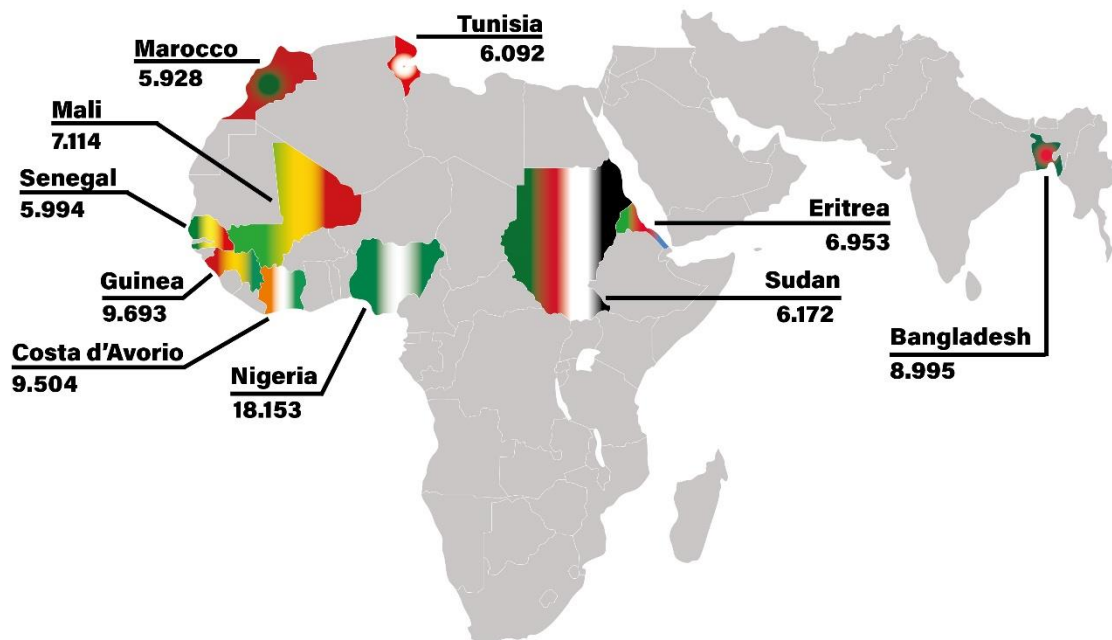 Tunisia
6.092
Marocco
5.928
Mali
7.114
Senegal
5.994
Eritrea
6.953
Guinea
9.693
Sudan
6.172
Costa d'Avorio
9.504
Bangladesh
8.995
Nigeria
18.153